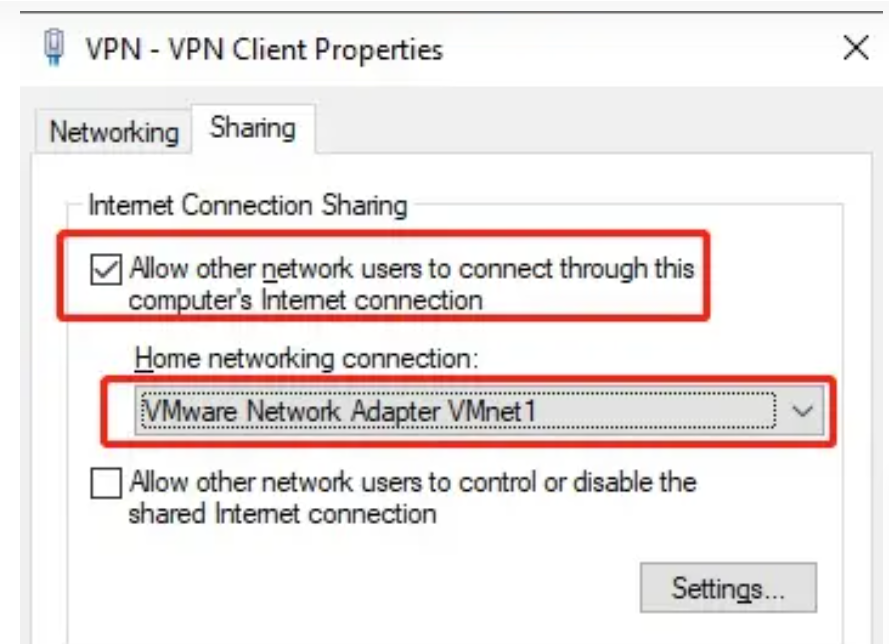 VPN - VPN Client Properties
Networking
Sharing
Internet Connection Sharing
Allow other network users to connect through this
computer's Internet connection
Home networking connection:
VMware Network Adapter VMnet1
Allow other network users to control or disable the
shared Internet connection
Settings...